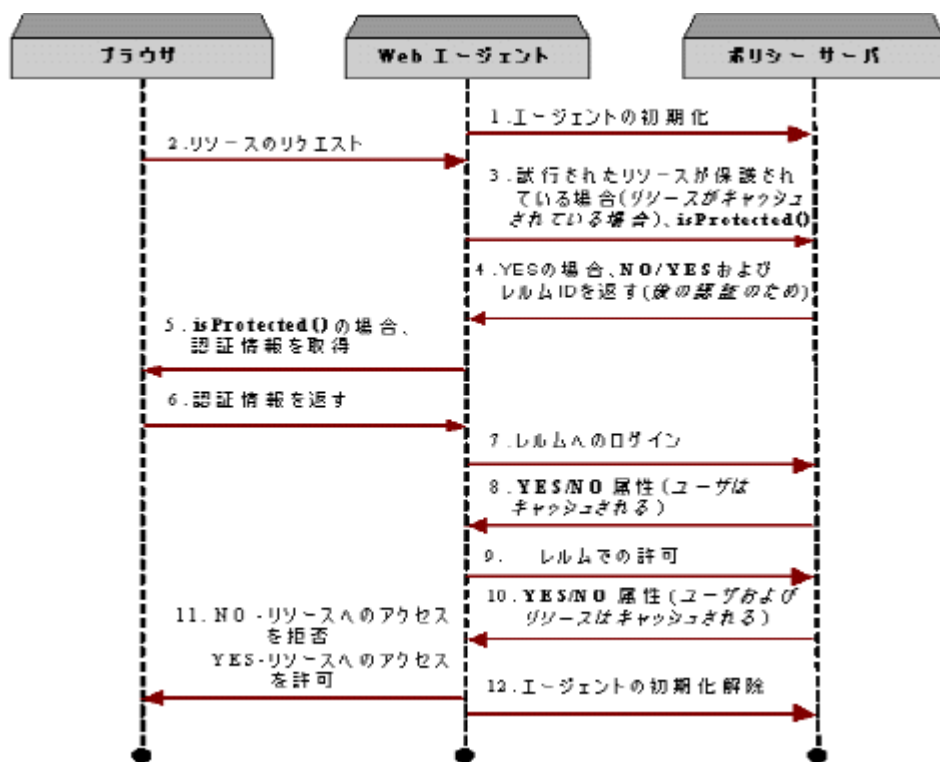 ブラウザ
Web エージェント
ポリシー サーバ
1.エージェントの初期化
2.リソースのリクエスト
3.試行されたリソースが保護され
ている場合(リソースがキャッシュ
されている場合)、isProtected()
4.YESの場合、NO/YESおよび
レルムIDを返す(後の認証のため)
5.isProtected()の場合、
認証情報を取得
6.認証情報を返す
7.レルムへのログイン
8.YES/NO 属性(ユーザは
キャッシュされる)
9. レルムでの許可
10.YES/NO 属性(ユーザおよび
リソースはキャッシュされる)
11.NO-リソースへのアクセス
を拒否
YES-リソースへのアクセス
を許可
12.エージェントの初期化解除